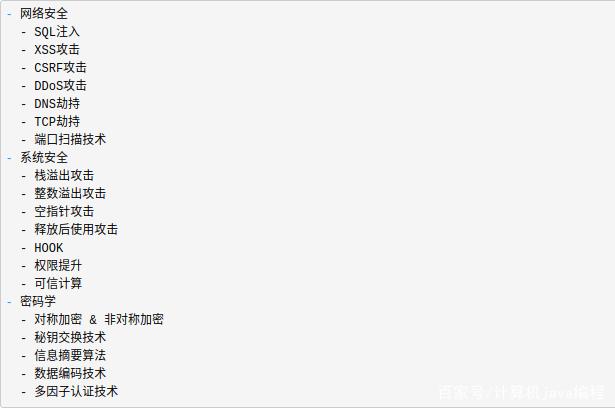 - 网络安全
- SQL注入
- XSS攻击
- CSRF攻击
- DDoS攻击
- DNS劫持
- TCP劫持
- 端口扫描技术
- 系统安全
- 栈溢出攻击
- 整数溢出攻击
- 空指针攻击
- 释放后使用攻击
- HOOK
- 权限提升
- 可信计算
- 密码学
- 对称加密 & 非对称加密
- 秘钥交换技术
- 信息摘要算法
- 数据编码技术
- 多因子认证技术
百家号/计算机java编程